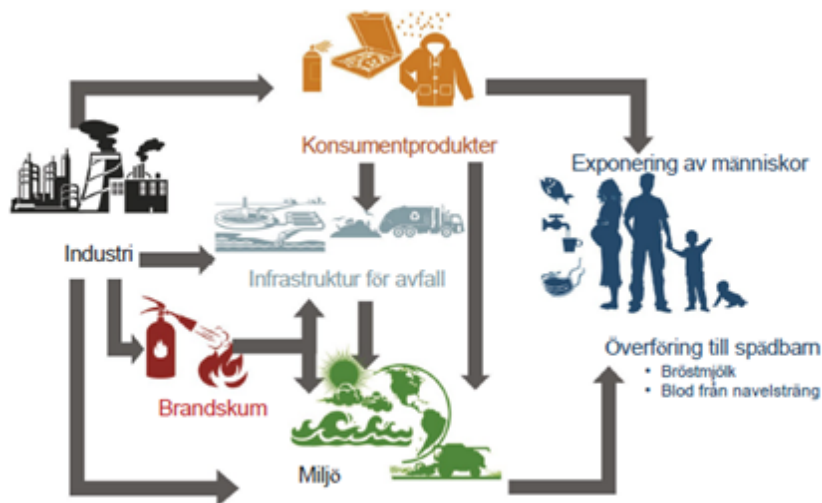 Konsumentprodukter
Exponering av människor
Industri
Infrastruktur för avfall
Brandskum
Miljö
Överföring till spädbarn
• Bröstmjölk
• Blod från navelsträng